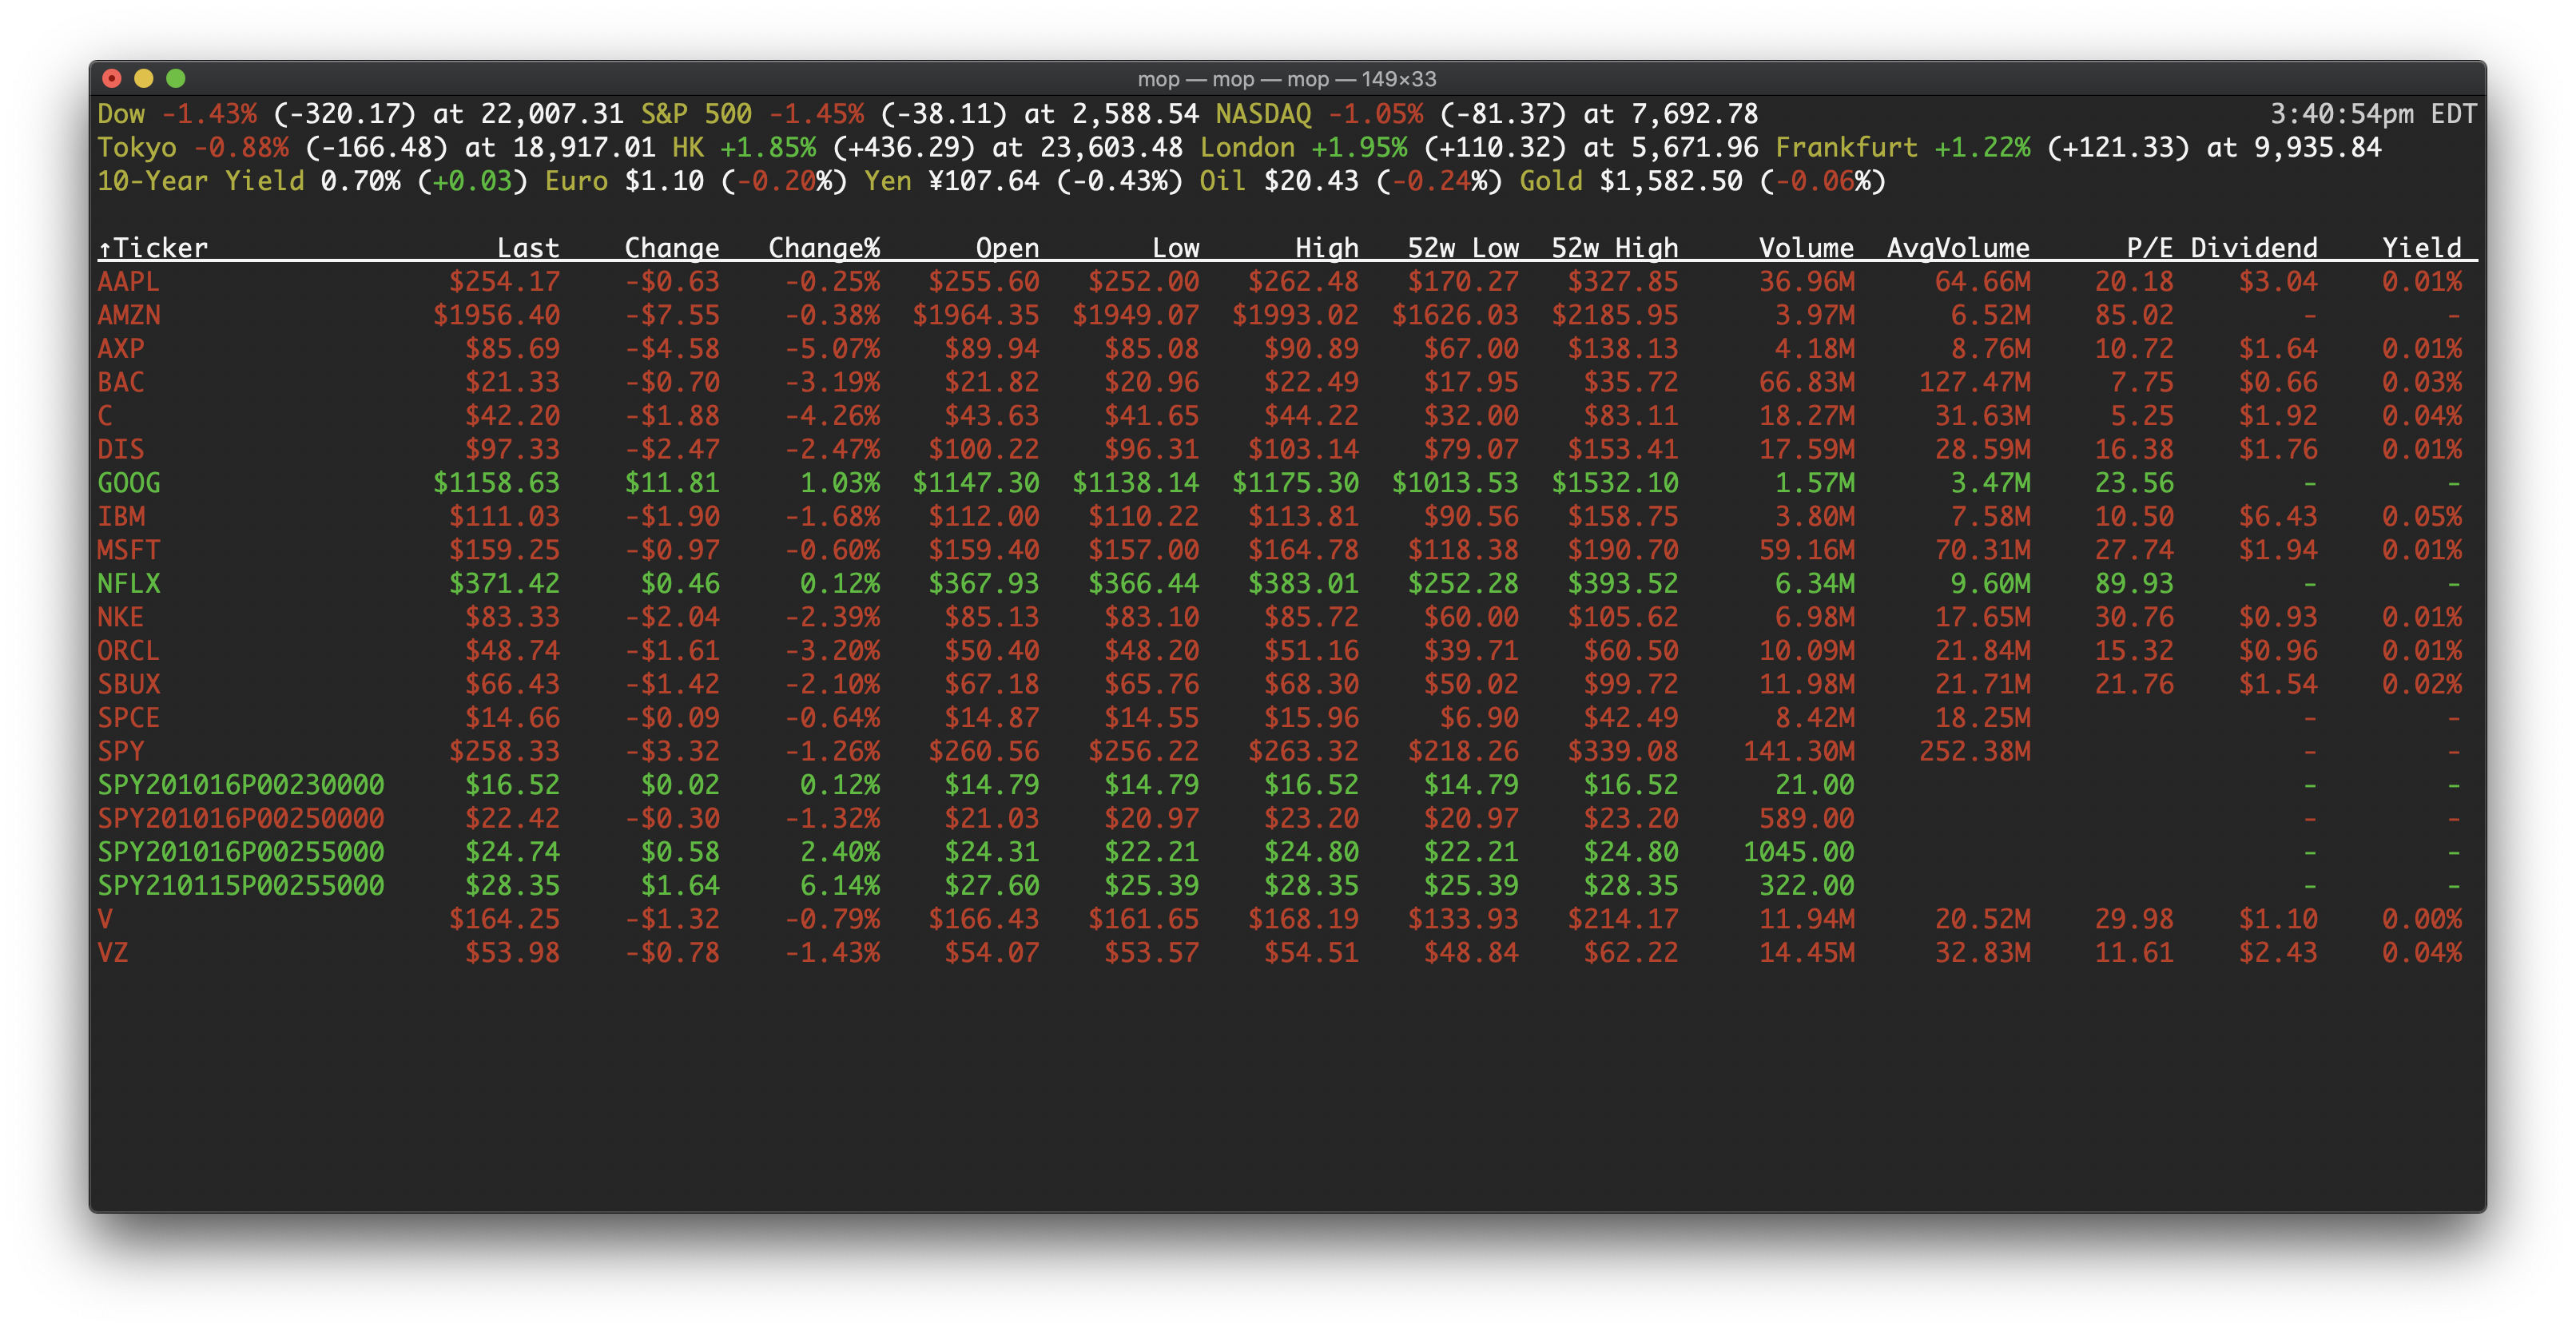 mop — mop — mop — 149×33
Dow -1.43% (-320.17) at 22,007.31 S&P 500 -1.45% (-38.11) at 2,588.54 NASDAQ -1.05% (-81.37) at 7,692.78 3:40:54pm EDT
Tokyo -0.88% (-166.48) at 18,917.01 HK +1.85% (+436.29) at 23,603.48 London +1.95% (+110.32) at 5,671.96 Frankfurt +1.22% (+121.33) at 9,935.84
10-Year Yield 0.70% (+0.03) Euro $1.10 (-0.20%) Yen ¥107.64 (-0.43%) Oil $20.43 (-0.24%) Gold $1,582.50 (-0.06%)
↑Ticker Last Change Change% Open Low High 52w Low 52w High Volume AvgVolume P/E Dividend Yield
AAPL $254.17 -$0.63 -0.25% $255.60 $252.00 $262.48 $170.27 $327.85 36.96M 64.66M 20.18 $3.04 0.01%
AMZN $1956.40 -$7.55 -0.38% $1964.35 $1949.07 $1993.02 $1626.03 $2185.95 3.97M 6.52M 85.02 - -
AXP $85.69 -$4.58 -5.07% $89.94 $85.08 $90.89 $67.00 $138.13 4.18M 8.76M 10.72 $1.64 0.01%
BAC $21.33 -$0.70 -3.19% $21.82 $20.96 $22.49 $17.95 $35.72 66.83M 127.47M 7.75 $0.66 0.03%
C $42.20 -$1.88 -4.26% $43.63 $41.65 $44.22 $32.00 $83.11 18.27M 31.63M 5.25 $1.92 0.04%
DIS $97.33 -$2.47 -2.47% $100.22 $96.31 $103.14 $79.07 $153.41 17.59M 28.59M 16.38 $1.76 0.01%
GOOG $1158.63 $11.81 1.03% $1147.30 $1138.14 $1175.30 $1013.53 $1532.10 1.57M 3.47M 23.56 - -
IBM $111.03 -$1.90 -1.68% $112.00 $110.22 $113.81 $90.56 $158.75 3.80M 7.58M 10.50 $6.43 0.05%
MSFT $159.25 -$0.97 -0.60% $159.40 $157.00 $164.78 $118.38 $190.70 59.16M 70.31M 27.74 $1.94 0.01%
NFLX $371.42 $0.46 0.12% $367.93 $366.44 $383.01 $252.28 $393.52 6.34M 9.60M 89.93 - -
NKE $83.33 -$2.04 -2.39% $85.13 $83.10 $85.72 $60.00 $105.62 6.98M 17.65M 30.76 $0.93 0.01%
ORCL $48.74 -$1.61 -3.20% $50.40 $48.20 $51.16 $39.71 $60.50 10.09M 21.84M 15.32 $0.96 0.01%
SBUX $66.43 -$1.42 -2.10% $67.18 $65.76 $68.30 $50.02 $99.72 11.98M 21.71M 21.76 $1.54 0.02%
SPCE $14.66 -$0.09 -0.64% $14.87 $14.55 $15.96 $6.90 $42.49 8.42M 18.25M - -
SPY $258.33 -$3.32 -1.26% $260.56 $256.22 $263.32 $218.26 $339.08 141.30M 252.38M - -
SPY201016P00230000 $16.52 $0.02 0.12% $14.79 $14.79 $16.52 $14.79 $16.52 21.00 - -
SPY201016P00250000 $22.42 -$0.30 -1.32% $21.03 $20.97 $23.20 $20.97 $23.20 589.00 - -
SPY201016P00255000 $24.74 $0.58 2.40% $24.31 $22.21 $24.80 $22.21 $24.80 1045.00 - -
SPY210115P00255000 $28.35 $1.64 6.14% $27.60 $25.39 $28.35 $25.39 $28.35 322.00 - -
V $164.25 -$1.32 -0.79% $166.43 $161.65 $168.19 $133.93 $214.17 11.94M 20.52M 29.98 $1.10 0.00%
VZ $53.98 -$0.78 -1.43% $54.07 $53.57 $54.51 $48.84 $62.22 14.45M 32.83M 11.61 $2.43 0.04%